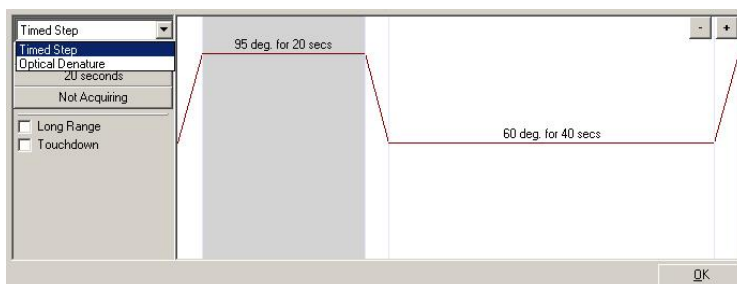 Timed Step
Timed Step
Optical Denature
20 seconds
Not Acquiring
Long Range
Touchdown
95 deg. for 20 secs
60 deg. for 40 secs
- +
OK